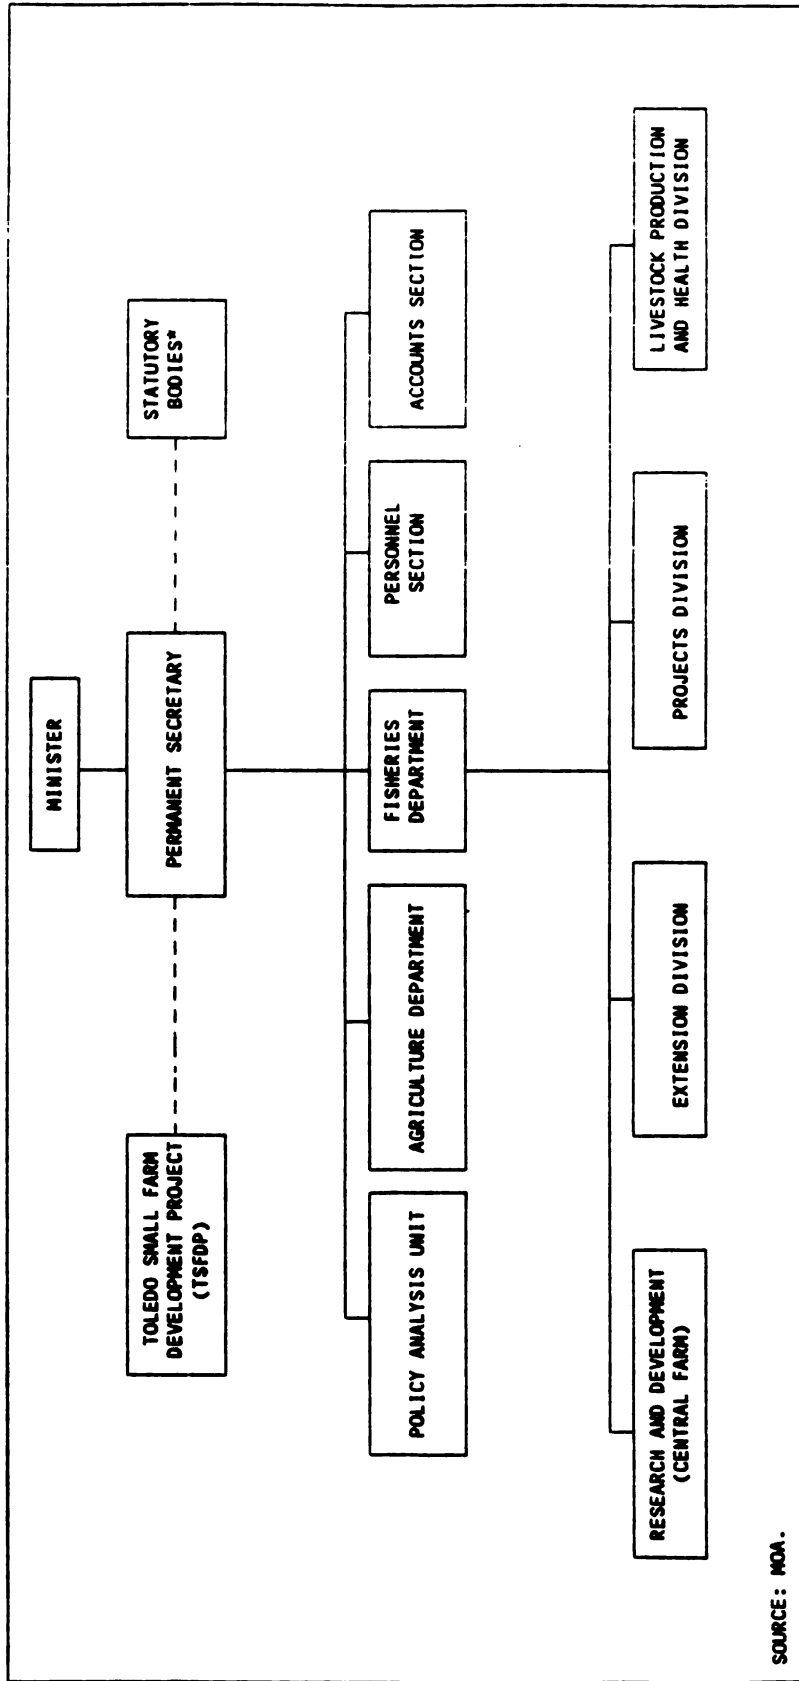 MINISTER
TOLEDO SMALL FARM
DEVELOPMENT PROJECT
(TSFDP)
PERMANENT SECRETARY
STATUTORY
BODIES*
POLICY ANALYSIS UNIT
AGRICULTURE DEPARTMENT
FISHERIES
DEPARTMENT
PERSONNEL
SECTION
ACCOUNTS SECTION
RESEARCH AND DEVELOPMENT
(CENTRAL FARM)
EXTENSION DIVISION
PROJECTS DIVISION
LIVESTOCK PRODUCTION
AND HEALTH DIVISION
SOURCE: MOA.